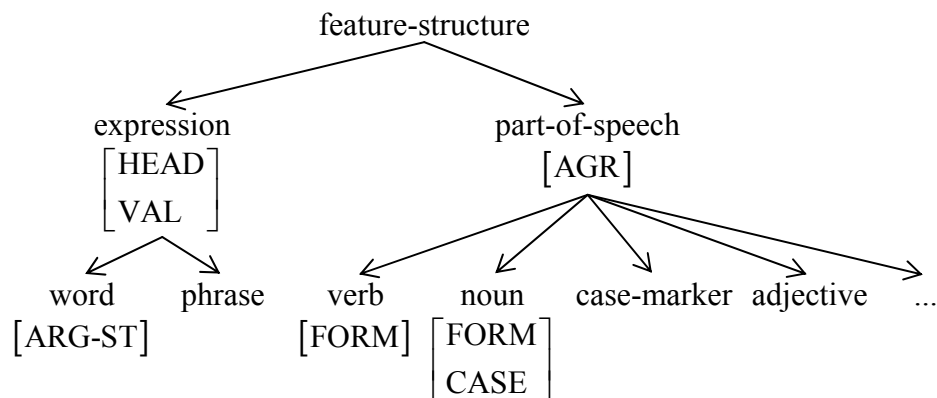 feature-structure
expression part-of-speech
[HEAD [AGR]
VAL]
word phrase verb noun case-marker adjective ...
[ARG-ST] [FORM] [FORM
CASE]